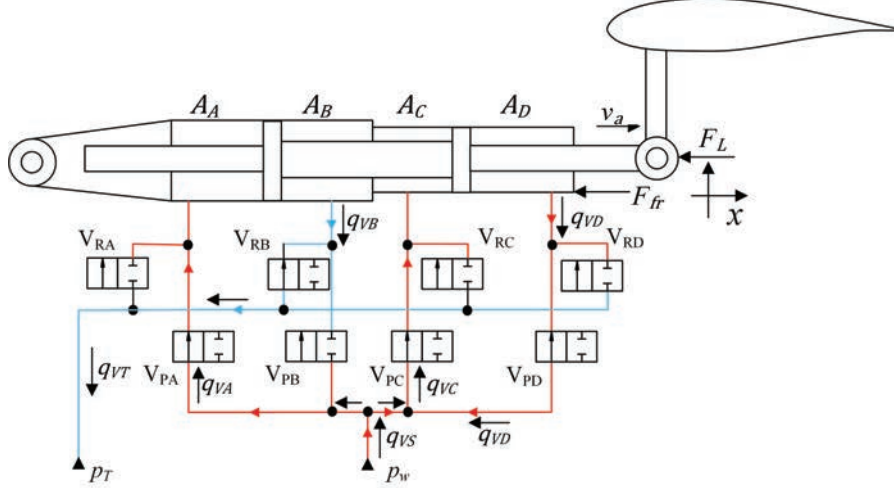 A_A A_B A_C A_D
v_a
F_L
F_fr
x
q_VB q_VD
V_RA V_RB V_RC V_RD
q_VT
V_PA q_VA V_PB V_PC q_VC V_PD
q_VS q_VD
p_T p_w